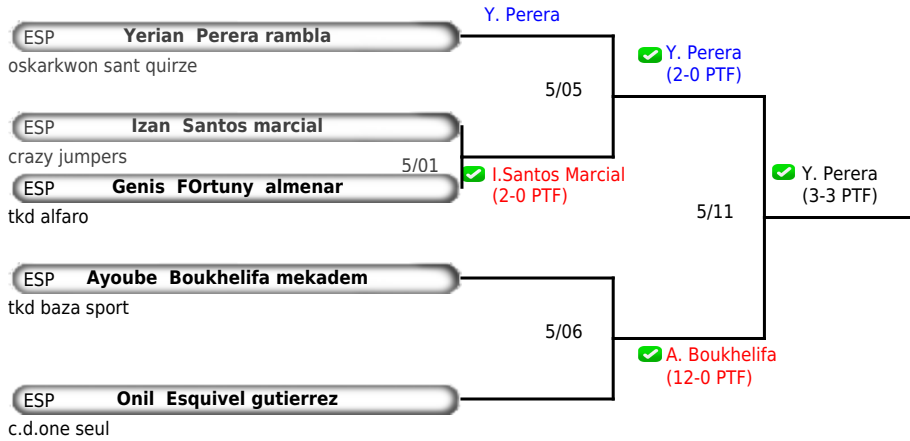 Y. Perera
ESP Yerian Perera rambla
oskarkwon sant quirze
Y. Perera
(2-0 PTF)
5/05
ESP Izan Santos marcial
crazy jumpers
5/01
I.Santos Marcial
(2-0 PTF)
ESP Genis FOrtuny almenar
tkd alfaro
Y. Perera
(3-3 PTF)
5/11
ESP Ayoube Boukhelifa mekadem
tkd baza sport
5/06
A. Boukhelifa
(12-0 PTF)
ESP Onil Esquivel gutierrez
c.d.one seul